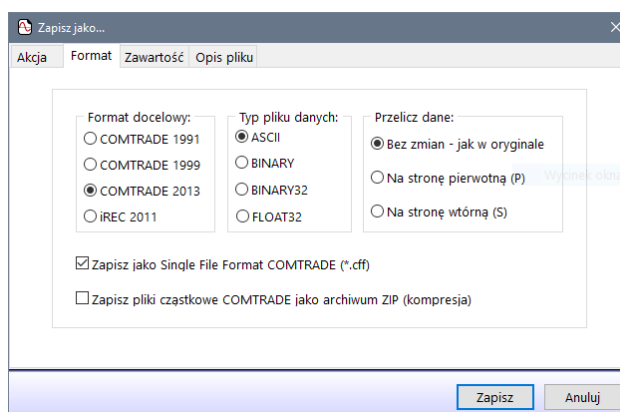 Zapisz jako...
Akcja Format Zawartość Opis pliku
Format docelowy:
COMTRADE 1991
COMTRADE 1999
COMTRADE 2013
iREC 2011
Typ pliku danych:
ASCII
BINARY
BINARY32
FLOAT32
Przelicz dane:
Bez zmian - jak w oryginale
Na stronę pierwotną (P)
Na stronę wtórną (S)
Wycinek okna
Zapisz jako Single File Format COMTRADE (*.cff)
Zapisz pliki cząstkowe COMTRADE jako archiwum ZIP (kompresja)
Zapisz Anuluj